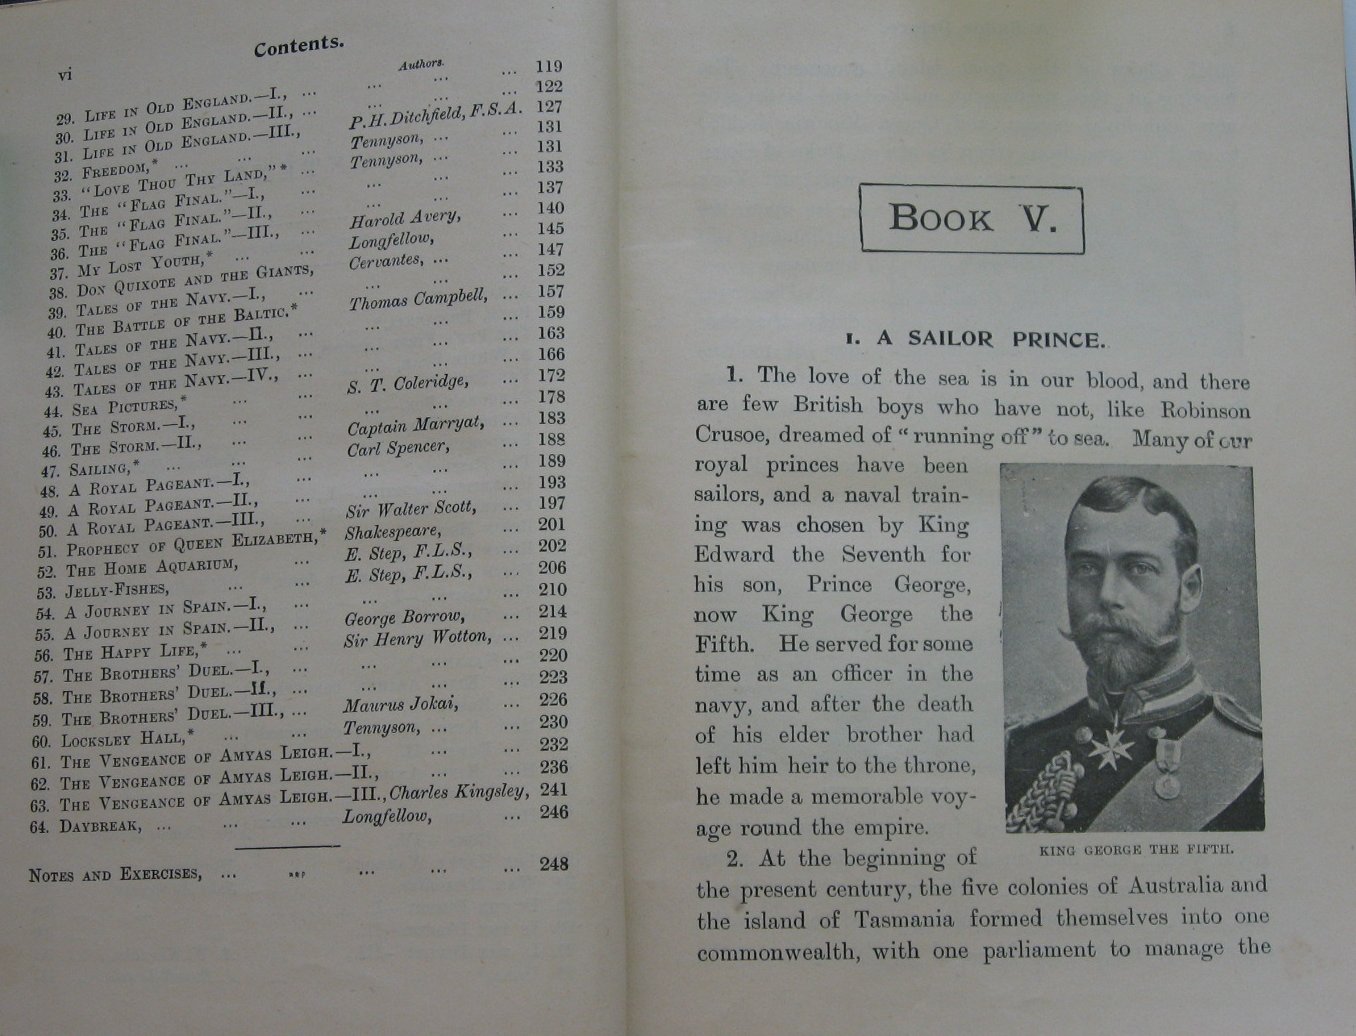 vi Contents.
Authors.
29. LIFE IN OLD ENGLAND.—I., ... ... ... ... 119
30. LIFE IN OLD ENGLAND.—II., ... ... ... ... 122
31. LIFE IN OLD ENGLAND.—III., P. H. Ditchfield, F.S.A. 127
32. FREEDOM,* ... ... ... Tennyson, ... ... 131
33. "LOVE THOU THY LAND,"* ... Tennyson, ... ... 131
34. THE "FLAG FINAL."—I., ... ... ... ... 133
35. THE "FLAG FINAL."—II., ... ... ... ... 137
36. THE "FLAG FINAL."—III., ... Harold Avery, ... 140
37. MY LOST YOUTH,* ... ... Longfellow, ... 145
38. DON QUIXOTE AND THE GIANTS, Cervantes, ... ... 147
39. TALES OF THE NAVY.—I., ... ... ... ... 152
40. THE BATTLE OF THE BALTIC.* Thomas Campbell, ... 157
41. TALES OF THE NAVY.—II., ... ... ... ... 159
42. TALES OF THE NAVY.—III., ... ... ... ... 163
43. TALES OF THE NAVY.—IV., ... ... ... ... 166
44. SEA PICTURES,* ... ... S. T. Coleridge, ... 172
45. THE STORM.—I., ... ... ... ... ... 178
46. THE STORM.—II., ... ... Captain Marryat, ... 183
47. SAILING,* ... ... ... Carl Spencer, ... 188
48. A ROYAL PAGEANT.—I., ... ... ... ... 189
49. A ROYAL PAGEANT.—II., ... ... ... ... 193
50. A ROYAL PAGEANT.—III., ... Sir Walter Scott, ... 197
51. PROPHECY OF QUEEN ELIZABETH,* Shakespeare, ... 201
52. THE HOME AQUARIUM, ... E. Step, F.L.S., ... 202
53. JELLY-FISHES, ... ... E. Step, F.L.S., ... 206
54. A JOURNEY IN SPAIN.—I., ... ... ... ... 210
55. A JOURNEY IN SPAIN.—II., ... George Borrow, ... 214
56. THE HAPPY LIFE,* ... ... Sir Henry Wotton, ... 219
57. THE BROTHERS' DUEL.—I., ... ... ... ... 220
58. THE BROTHERS' DUEL.—II., ... ... ... ... 223
59. THE BROTHERS' DUEL.—III., ... Maurus Jokai, ... 226
60. LOCKSLEY HALL,* ... ... Tennyson, ... ... 230
61. THE VENGEANCE OF AMYAS LEIGH.—I., ... ... 232
62. THE VENGEANCE OF AMYAS LEIGH.—II., ... ... 236
63. THE VENGEANCE OF AMYAS LEIGH.—III., Charles Kingsley, 241
64. DAYBREAK, ... ... ... Longfellow, ... 246
NOTES AND EXERCISES, ... ... ... ... ... 248
BOOK V.
1. A SAILOR PRINCE.
1. The love of the sea is in our blood, and there
are few British boys who have not, like Robinson
Crusoe, dreamed of "running off" to sea. Many of our
royal princes have been
sailors, and a naval train-
ing was chosen by King
Edward the Seventh for
his son, Prince George,
now King George the
Fifth. He served for some
time as an officer in the
navy, and after the death
of his elder brother had
left him heir to the throne,
he made a memorable voy-
age round the empire.
KING GEORGE THE FIFTH.
2. At the beginning of
the present century, the five colonies of Australia and
the island of Tasmania formed themselves into one
commonwealth, with one parliament to manage the